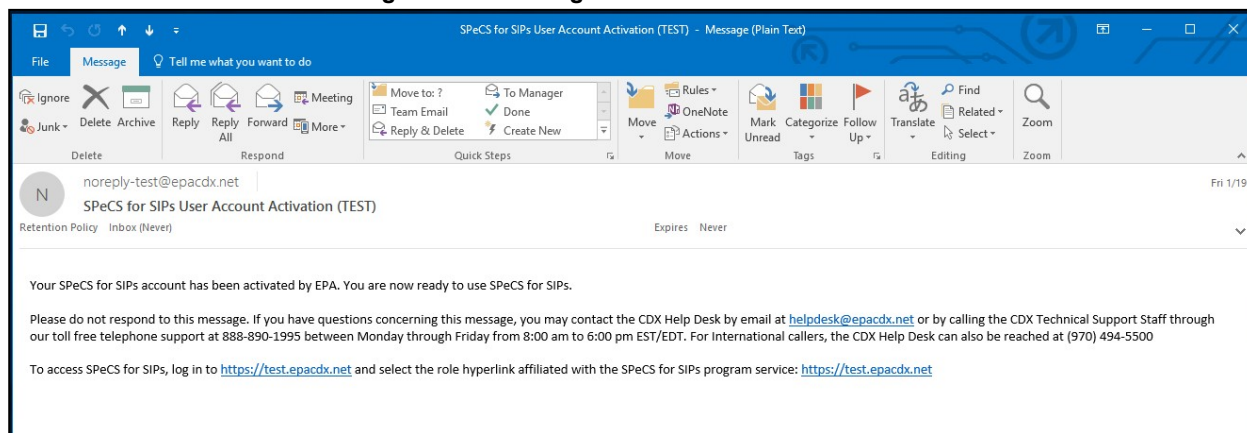 SPeCS for SIPs User Account Activation (TEST) - Message (Plain Text)
File Message Tell me what you want to do
Ignore
Junk
Delete Archive
Reply Reply All Forward
Meeting
More
Move to: ? To Manager
Team Email Done
Reply & Delete Create New
Move
Rules
OneNote
Actions
Mark Unread Categorize Follow Up
Translate
Find
Related
Select
Zoom
Delete Respond Quick Steps Move Tags Editing Zoom
N
noreply-test@epacdx.net
Fri 1/19
SPeCS for SIPs User Account Activation (TEST)
Retention Policy Inbox (Never) Expires Never
Your SPeCS for SIPs account has been activated by EPA. You are now ready to use SPeCS for SIPs.
Please do not respond to this message. If you have questions concerning this message, you may contact the CDX Help Desk by email at helpdesk@epacdx.net or by calling the CDX Technical Support Staff through
our toll free telephone support at 888-890-1995 between Monday through Friday from 8:00 am to 6:00 pm EST/EDT. For International callers, the CDX Help Desk can also be reached at (970) 494-5500
To access SPeCS for SIPs, log in to https://test.epacdx.net and select the role hyperlink affiliated with the SPeCS for SIPs program service: https://test.epacdx.net